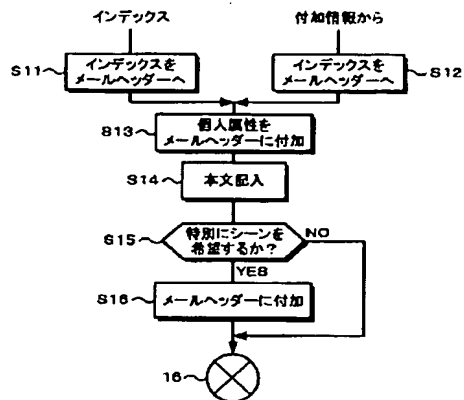 インデックス
付加情報から
S11
インデックスを
メールヘッダーへ
インデックスを
メールヘッダーへ
S12
S13
個人属性を
メールヘッダーに付加
S14
本文記入
S15
特別にシーンを
希望するか?
NO
YES
S16
メールヘッダーに付加
16